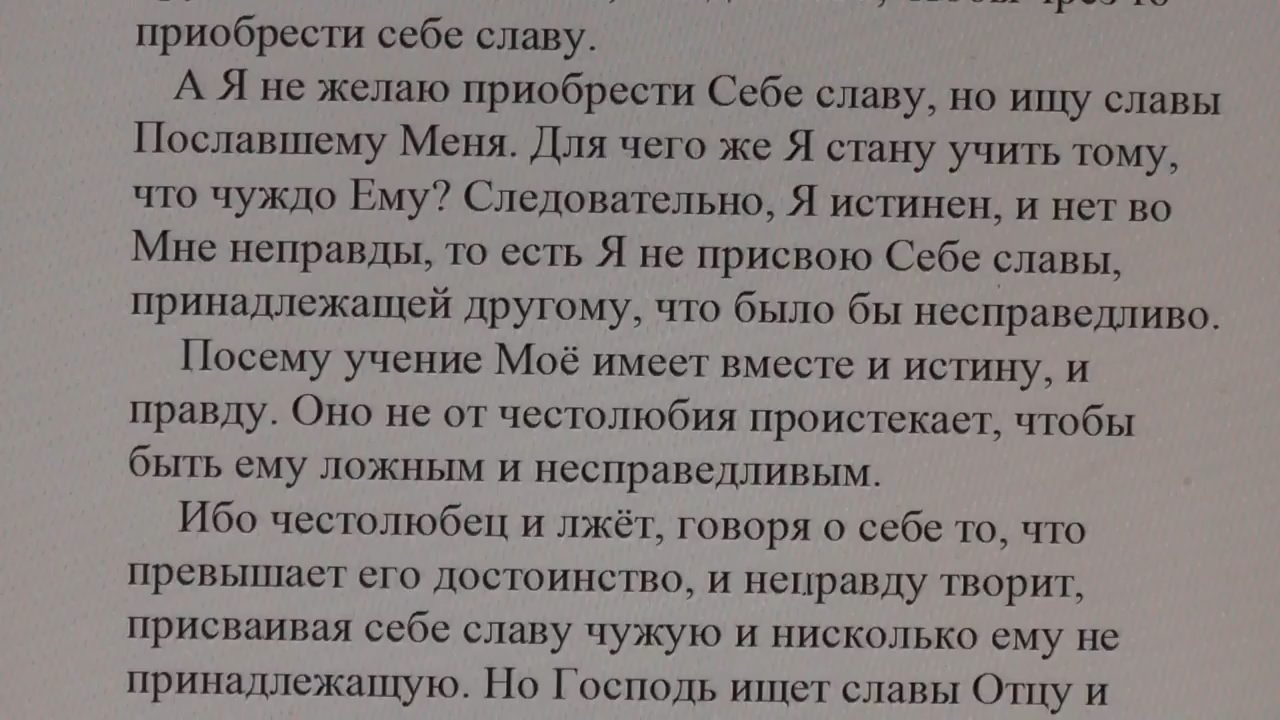 приобрести себе славу.
А Я не желаю приобрести Себе славу, но ищу славы
Пославшему Меня. Для чего же Я стану учить тому,
что чуждо Ему? Следовательно, Я истинен, и нет во
Мне неправды, то есть Я не присвою Себе славы,
принадлежащей другому, что было бы несправедливо.
Посему учение Моё имеет вместе и истину, и
правду. Оно не от честолюбия проистекает, чтобы
быть ему ложным и несправедливым.
Ибо честолюбец и лжёт, говоря о себе то, что
превышает его достоинство, и неправду творит,
присваивая себе славу чужую и нисколько ему не
принадлежащую. Но Господь ищет славы Отцу и